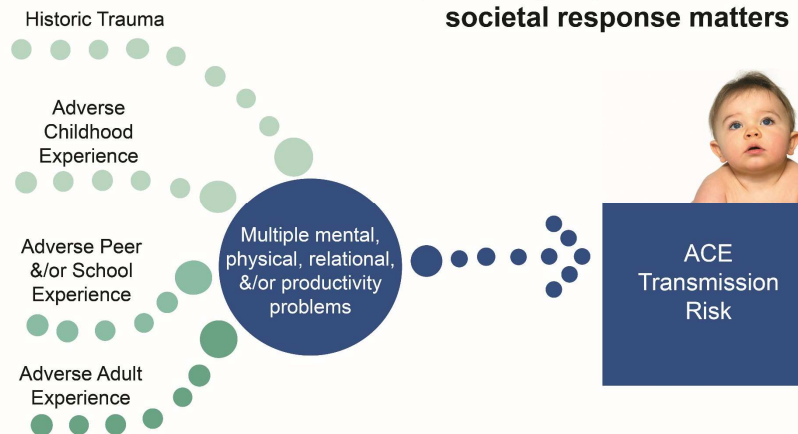 societal response matters
Historic Trauma
Adverse
Childhood
Experience
Adverse Peer
&/or School
Experience
Adverse Adult
Experience
Multiple mental,
physical, relational,
&/or productivity
problems
ACE
Transmission
Risk